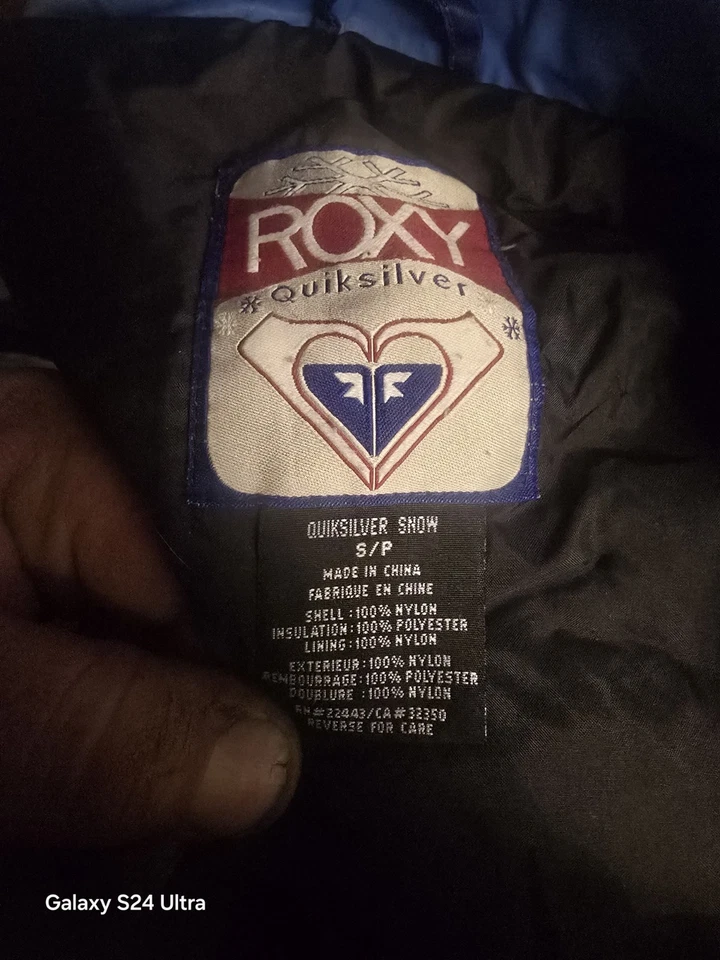 ROXY
Quiksilver
QUIKSILVER SNOW
S/P
MADE IN CHINA
FABRIQUE EN CHINE
SHELL:100% NYLON
INSULATION:100% POLYESTER
LINING:100% NYLON
EXTERIEUR:100% NYLON
REMBOURRAGE:100% POLYESTER
DOUBLURE :100% NYLON
RN#22443/CA#32350
REVERSE FOR CARE
Galaxy S24 Ultra